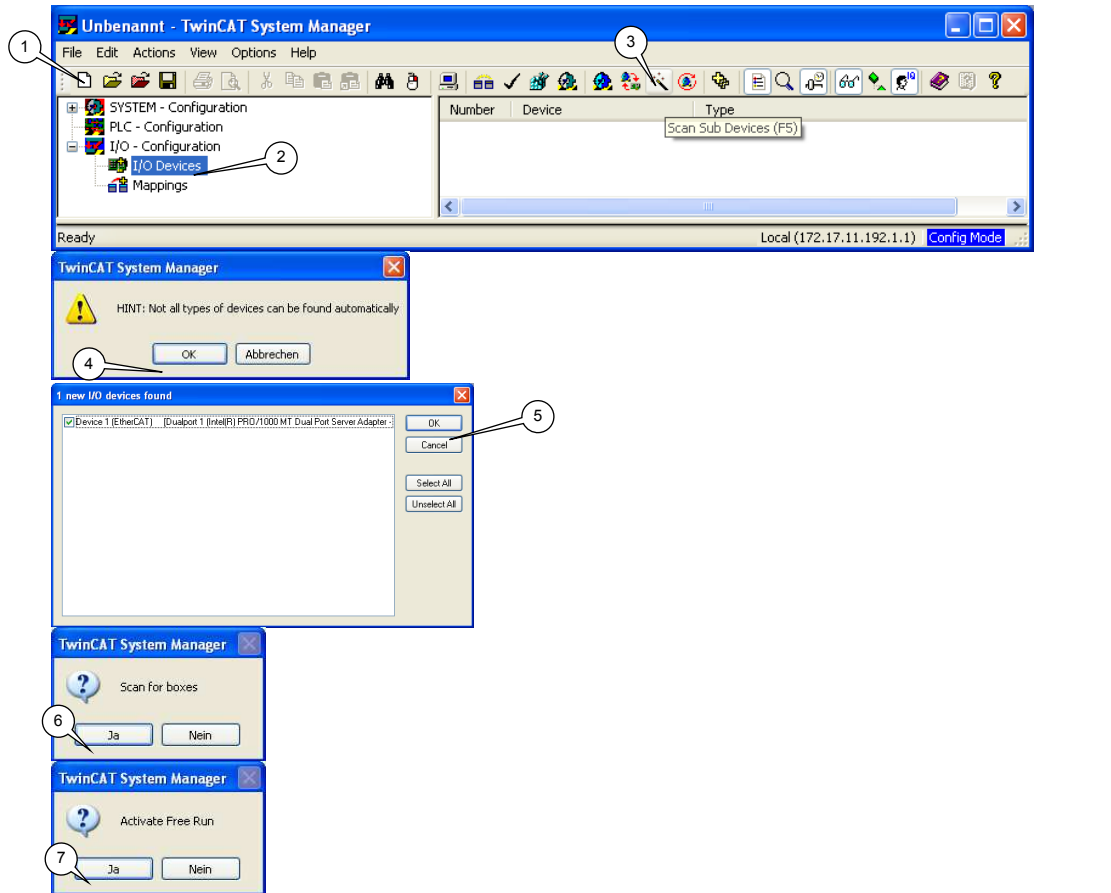 Unbenannt - TwinCAT System Manager
1
File Edit Actions View Options Help
3
SYSTEM - Configuration
PLC - Configuration
I/O - Configuration
I/O Devices
Mappings
2
Number Device Type
Scan Sub Devices (F5)
Ready
Local (172.17.11.192.1.1) Config Mode
TwinCAT System Manager
HINT: Not all types of devices can be found automatically
OK Abbrechen
4
1 new I/O devices found
Device 1 (EtherCAT) [Dualport 1 (Intel(R) PRO/1000 MT Dual Port Server Adapter -
OK
Cancel
Select All
Unselect All
5
TwinCAT System Manager
Scan for boxes
6
Ja Nein
TwinCAT System Manager
Activate Free Run
7
Ja Nein